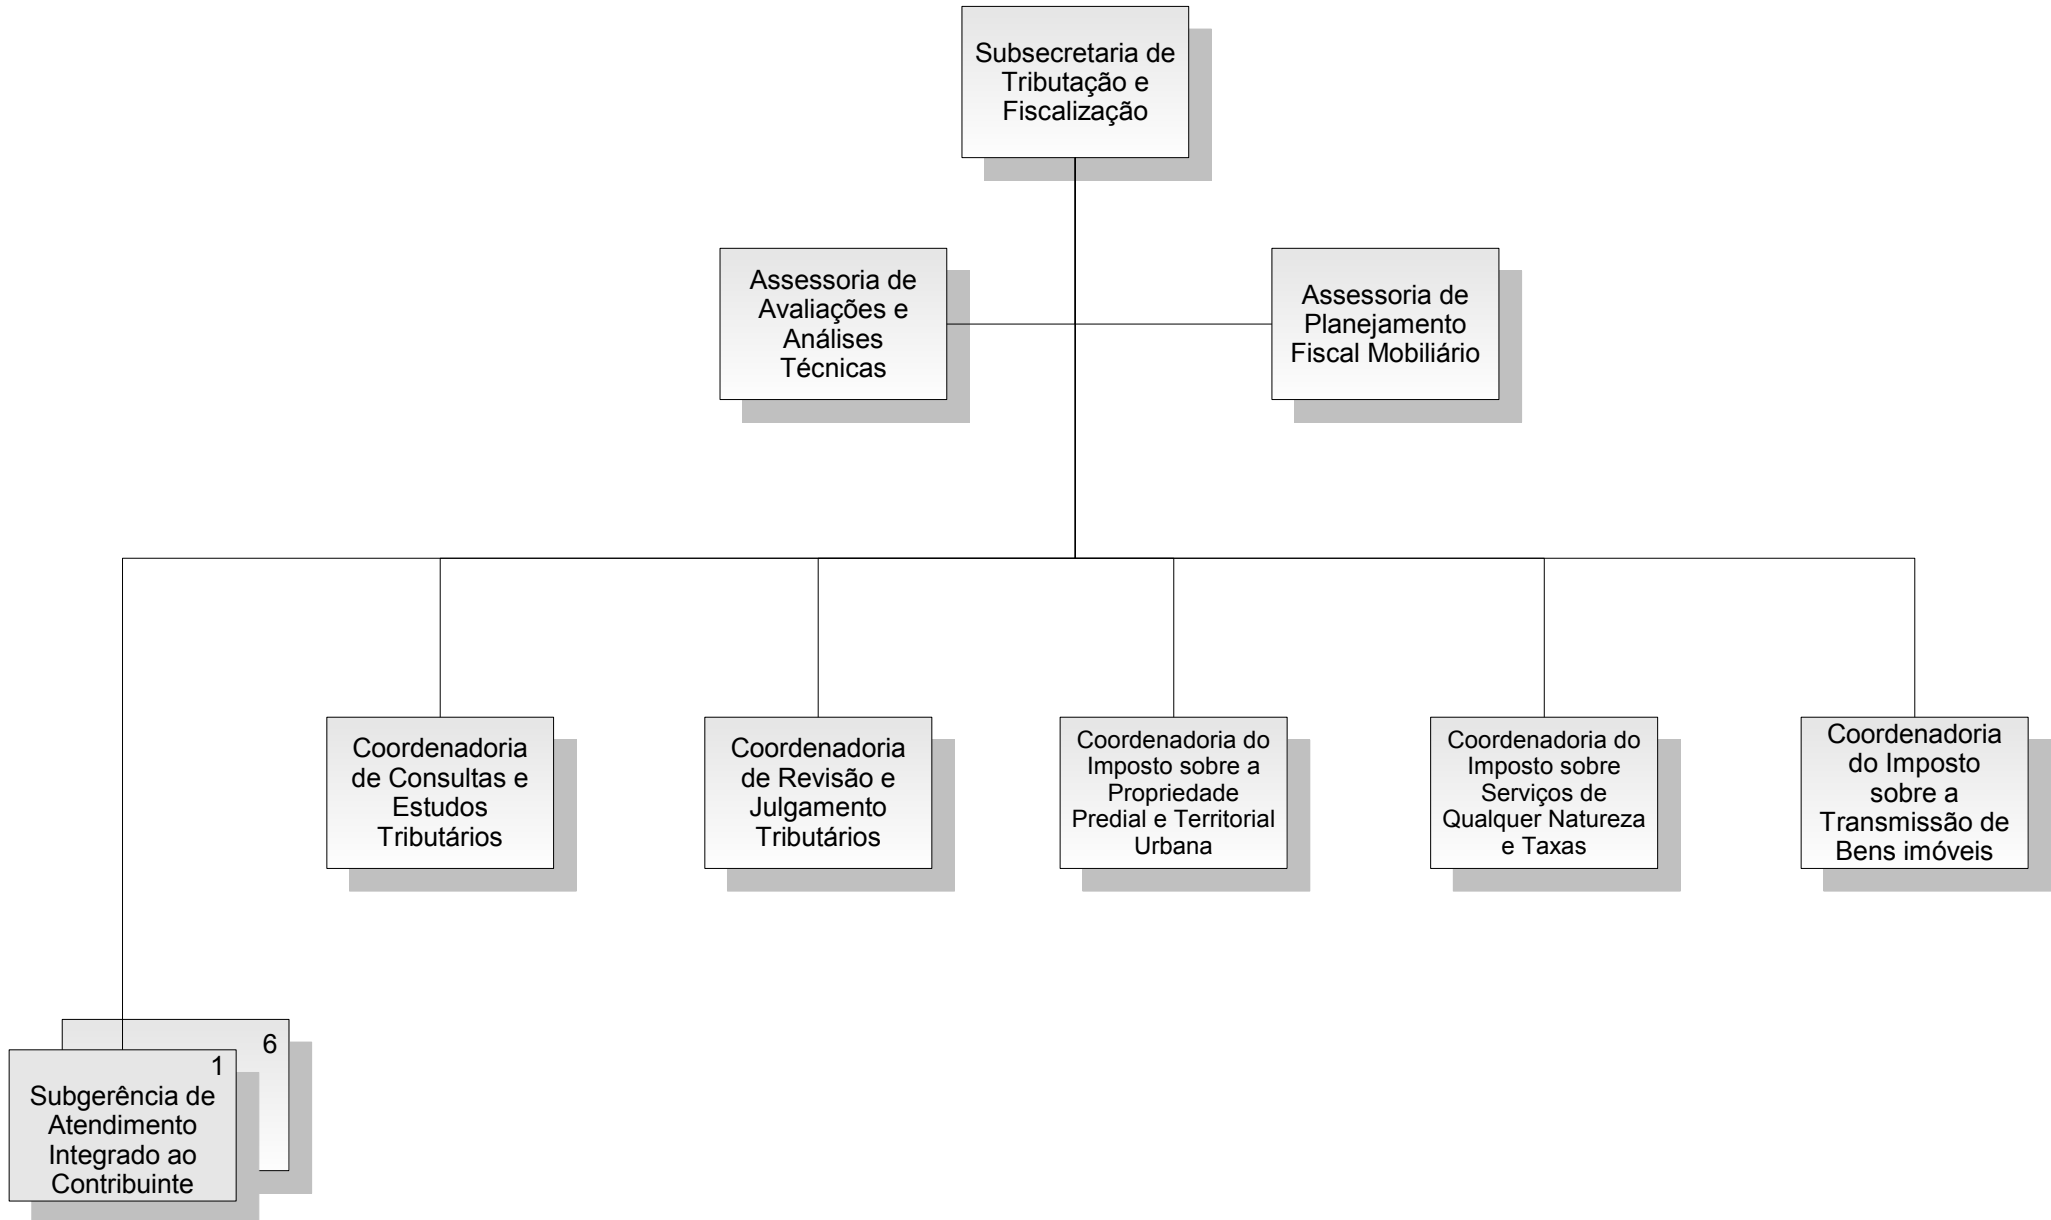 Subsecretaria de
Tributação e
Fiscalização
Assessoria de
Avaliações e
Análises
Técnicas
Assessoria de
Planejamento
Fiscal Mobiliário
Coordenadoria
de Consultas e
Estudos
Tributários
Coordenadoria
de Revisão e
Julgamento
Tributários
Coordenadoria do
Imposto sobre a
Propriedade
Predial e Territorial
Urbana
Coordenadoria do
Imposto sobre
Serviços de
Qualquer Natureza
e Taxas
Coordenadoria
do Imposto
sobre a
Transmissão de
Bens imóveis
6
1
Subgerência de
Atendimento
Integrado ao
Contribuinte